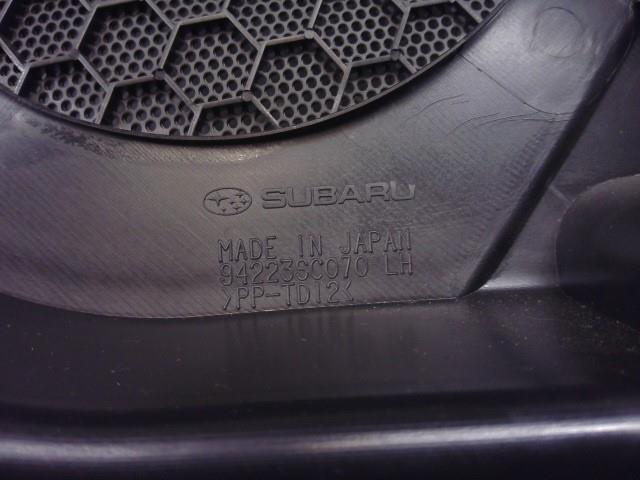 SUBARU
MADE IN JAPAN
94223SC070 LH
>PP-TD12<